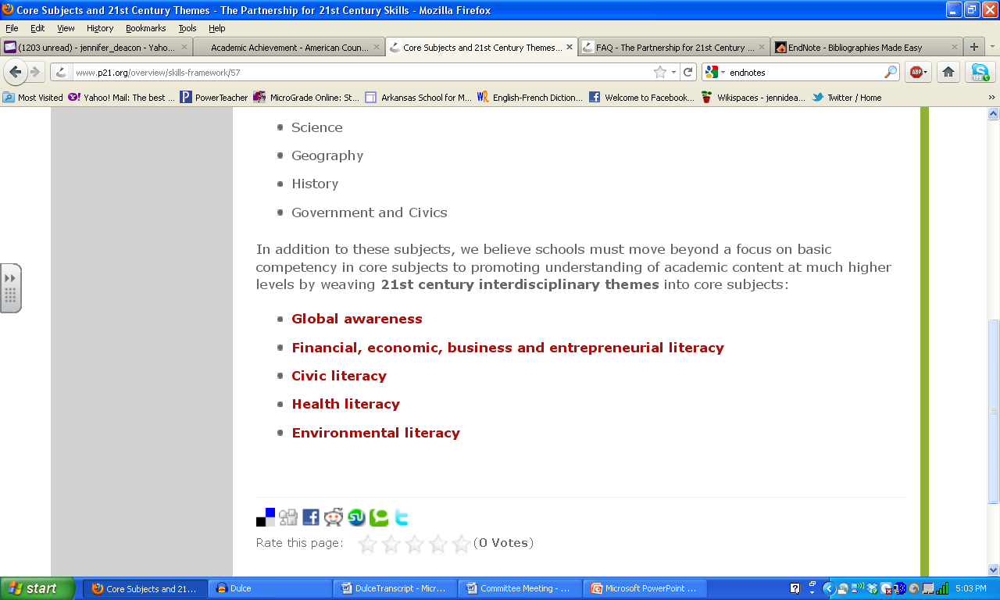 Core Subjects and 21st Century Themes - The Partnership for 21st Century Skills - Mozilla Firefox
File Edit View History Bookmarks Tools Help
(1203 unread) - jennifer_deacon - Yaho... Academic Achievement - American Coun... Core Subjects and 21st Century Themes... FAQ - The Partnership for 21st Century ... EndNote - Bibliographies Made Easy
www.p21.org/overview/skills-framework/57 endnotes ABP
Most Visited Yahoo! Mail: The best ... PowerTeacher MicroGrade Online: St... Arkansas School for M... English-French Diction... Welcome to Facebook... Wikispaces - jennidea... Twitter / Home
Science
Geography
History
Government and Civics
In addition to these subjects, we believe schools must move beyond a focus on basic
competency in core subjects to promoting understanding of academic content at much higher
levels by weaving 21st century interdisciplinary themes into core subjects:
Global awareness
Financial, economic, business and entrepreneurial literacy
Civic literacy
Health literacy
Environmental literacy
Rate this page: (0 Votes)
start Core Subjects and 21... Dulce DulceTranscript - Micr... Committee Meeting - ... Microsoft PowerPoint ... 5:03 PM